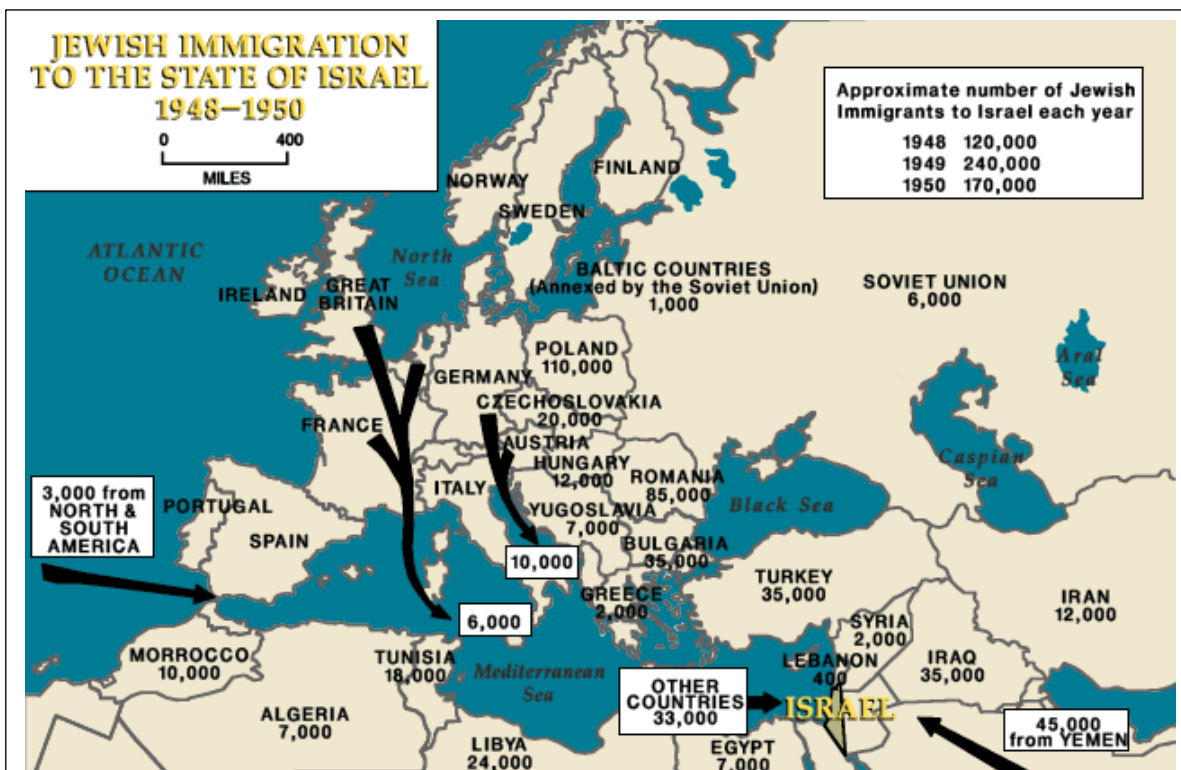 JEWISH IMMIGRATION
TO THE STATE OF ISRAEL
1948–1950
0 400
MILES
Approximate number of Jewish
Immigrants to Israel each year
1948 120,000
1949 240,000
1950 170,000
NORWAY
FINLAND
SWEDEN
ATLANTIC
OCEAN
North
Sea
IRELAND
GREAT
BRITAIN
BALTIC COUNTRIES
(Annexed by the Soviet Union)
1,000
SOVIET UNION
6,000
Aral
Sea
POLAND
110,000
GERMANY
CZECHOSLOVAKIA
20,000
FRANCE
AUSTRIA
HUNGARY
12,000
ROMANIA
85,000
Caspian
Sea
ITALY
3,000 from
NORTH &
SOUTH
AMERICA
PORTUGAL
SPAIN
YUGOSLAVIA
7,000
Black Sea
BULGARIA
35,000
10,000
GREECE
2,000
TURKEY
35,000
IRAN
12,000
6,000
SYRIA
2,000
MORROCCO
10,000
TUNISIA
18,000
Mediterranean
Sea
LEBANON
400
IRAQ
35,000
OTHER
COUNTRIES
33,000
ISRAEL
ALGERIA
7,000
LIBYA
24,000
EGYPT
7,000
45,000
from YEMEN